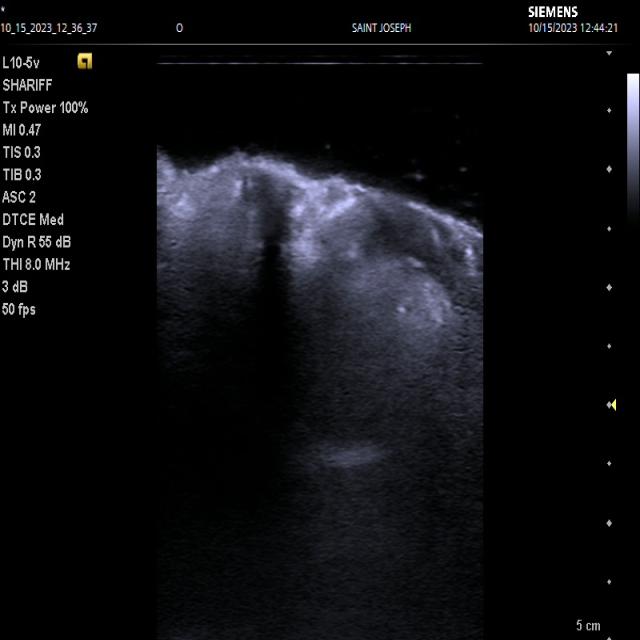 SIEMENS
10_15_2023_12_36_37 O SAINT JOSEPH 10/15/2023 12:44:21
L10-5v
SHARIFF
Tx Power 100%
MI 0.47
TIS 0.3
TIB 0.3
ASC 2
DTCE Med
Dyn R 55 dB
THI 8.0 MHz
3 dB
50 fps
5 cm